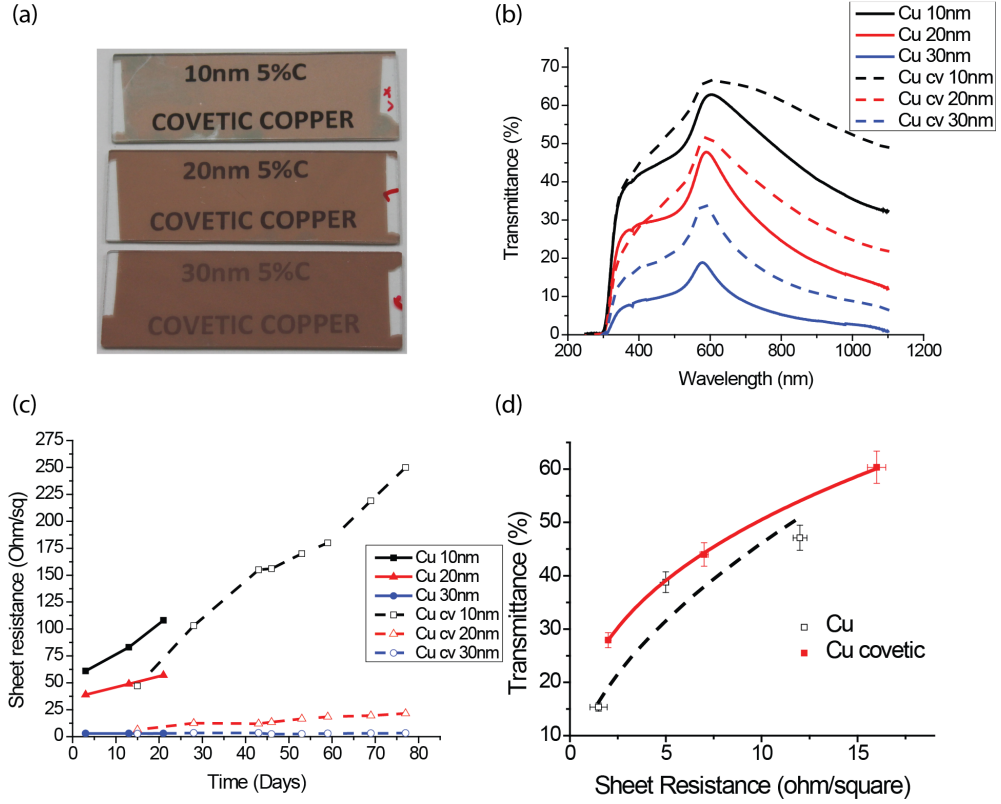 (a)
10nm 5%C
COVETIC COPPER
20nm 5%C
COVETIC COPPER
30nm 5%C
COVETIC COPPER
(b)
Cu 10nm
Cu 20nm
Cu 30nm
Cu cv 10nm
Cu cv 20nm
Cu cv 30nm
Transmittance (%)
70
60
50
40
30
20
10
0
200 400 600 800 1000 1200
Wavelength (nm)
(c)
Sheet resistance (Ohm/sq)
275
250
225
200
175
150
125
100
75
50
25
0
0 10 20 30 40 50 60 70 80
Time (Days)
Cu 10nm
Cu 20nm
Cu 30nm
Cu cv 10nm
Cu cv 20nm
Cu cv 30nm
(d)
Transmittance (%)
60
50
40
30
20
10
0 5 10 15
Sheet Resistance (ohm/square)
Cu
Cu covetic